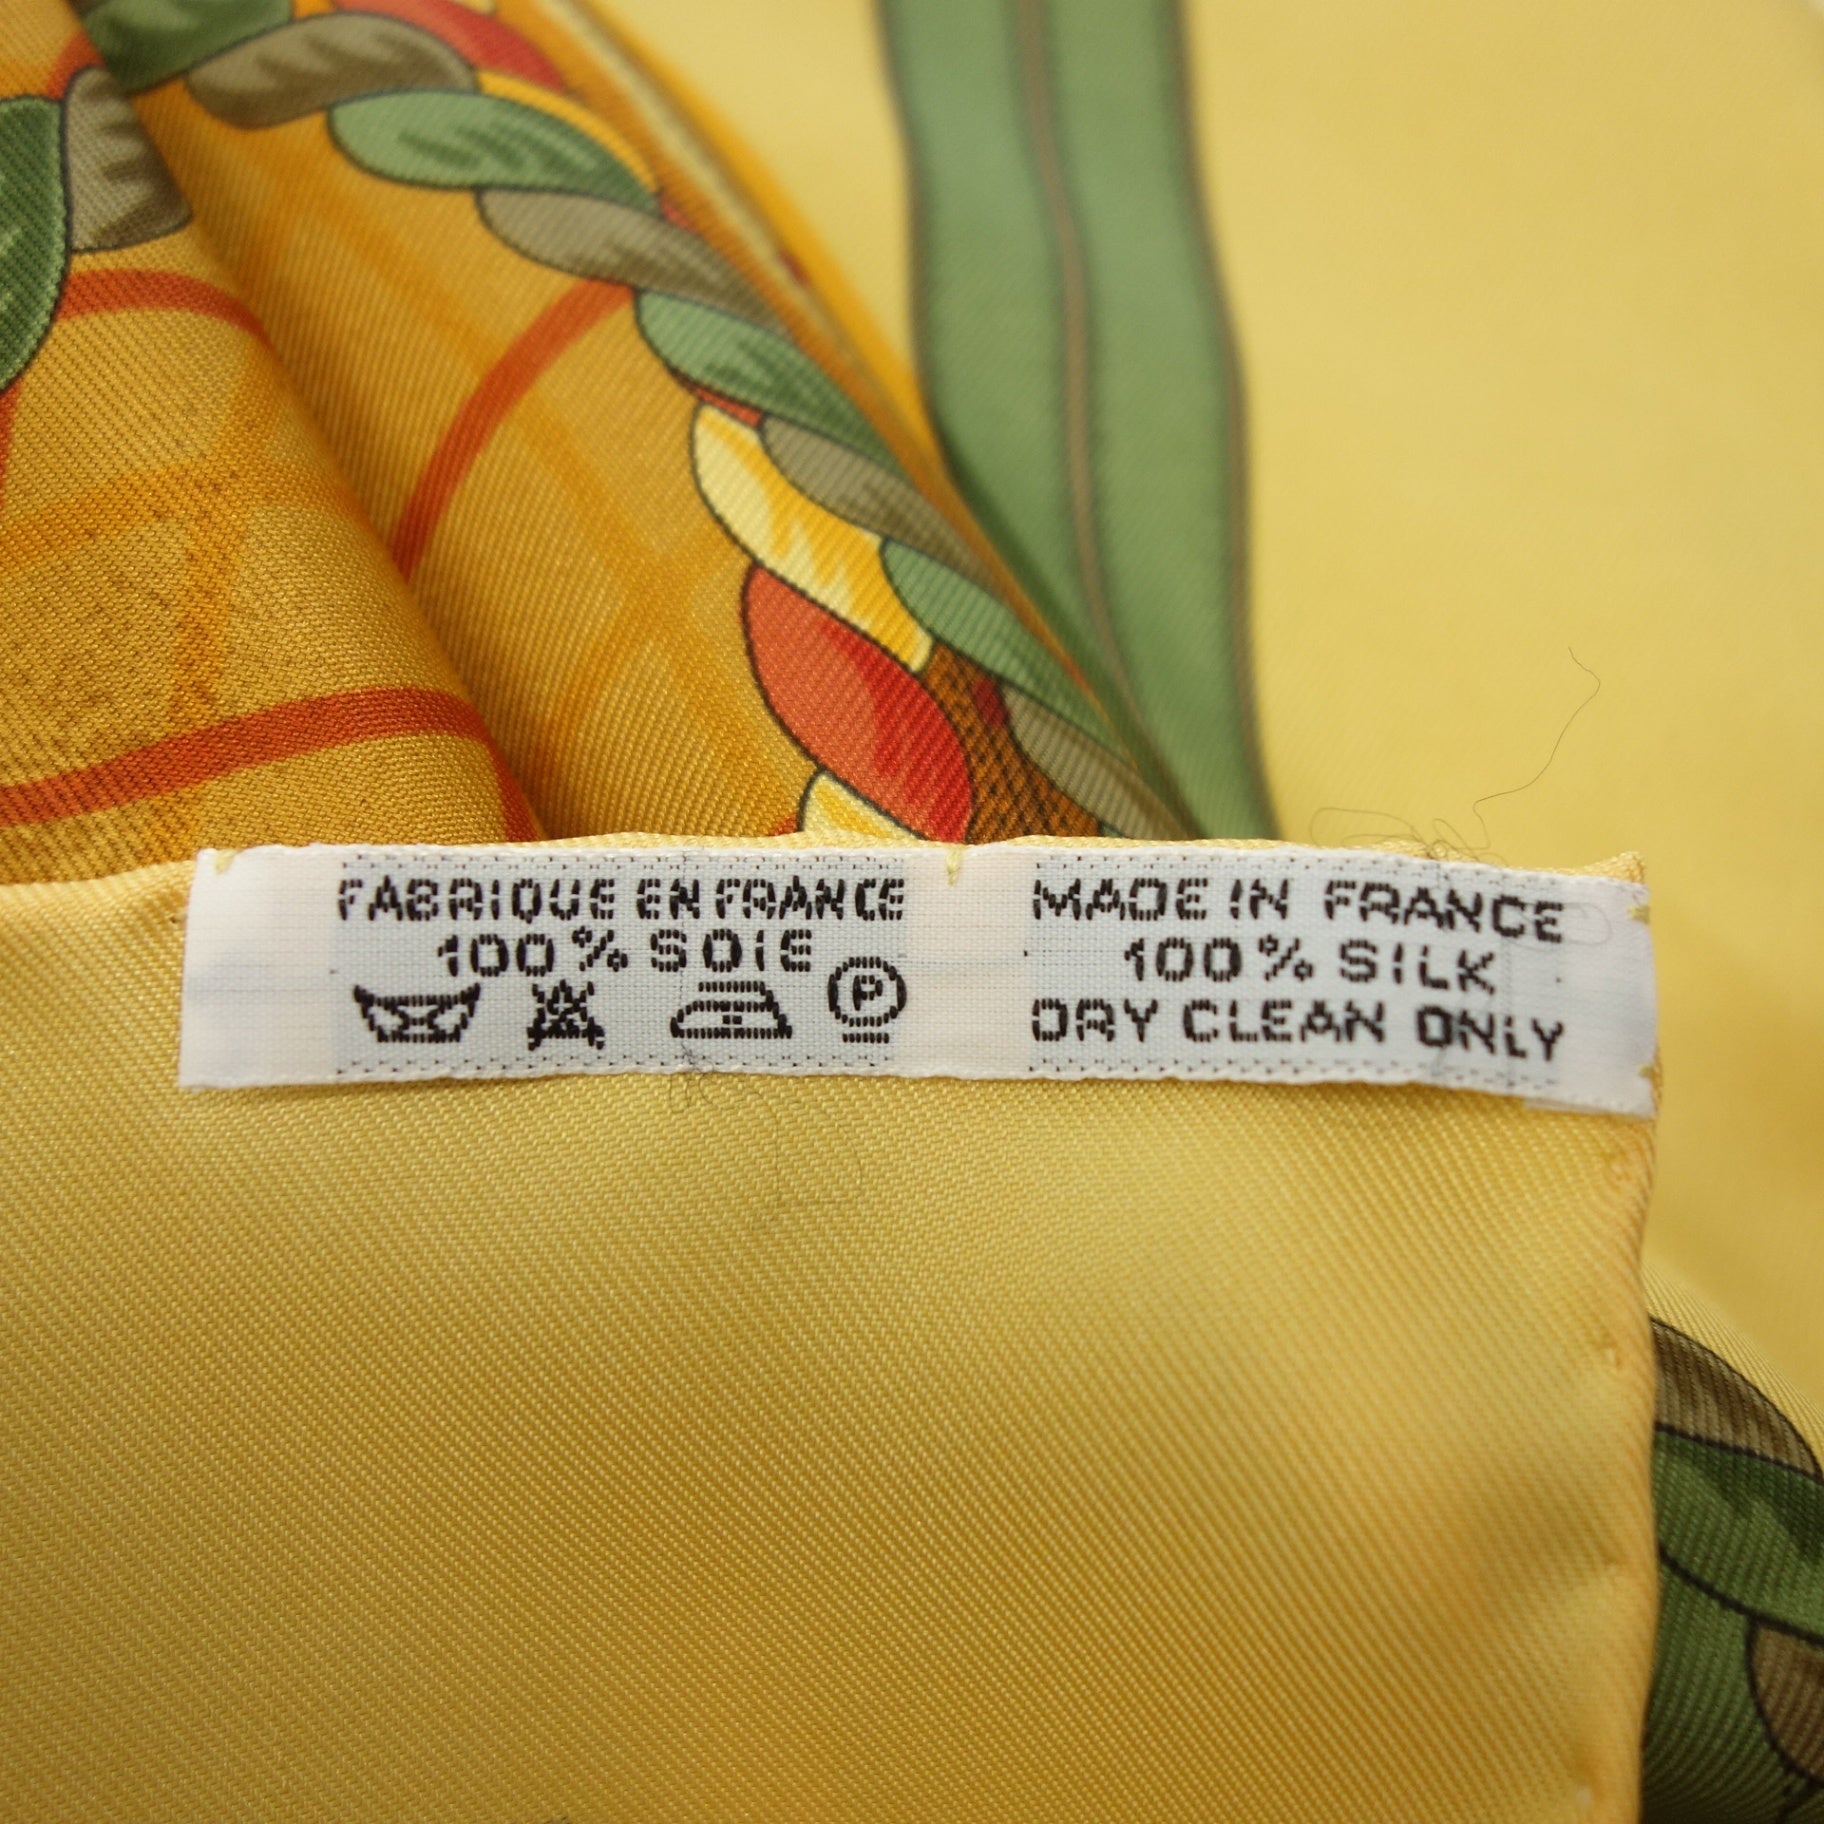 FABRIQUE EN FRANCE
100% SOIE
P
MADE IN FRANCE
100% SILK
DRY CLEAN ONLY